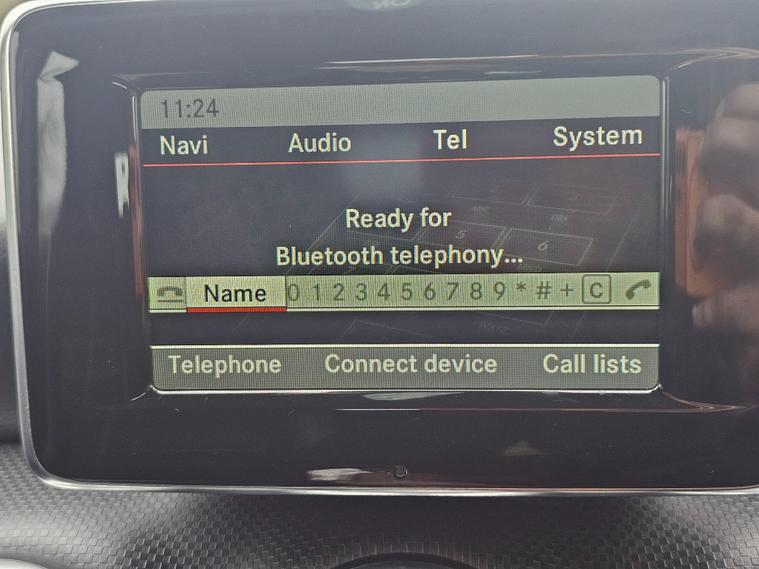 11:24
Navi Audio Tel System
Ready for
Bluetooth telephony...
Name 0 1 2 3 4 5 6 7 8 9 * # + C
Telephone Connect device Call lists